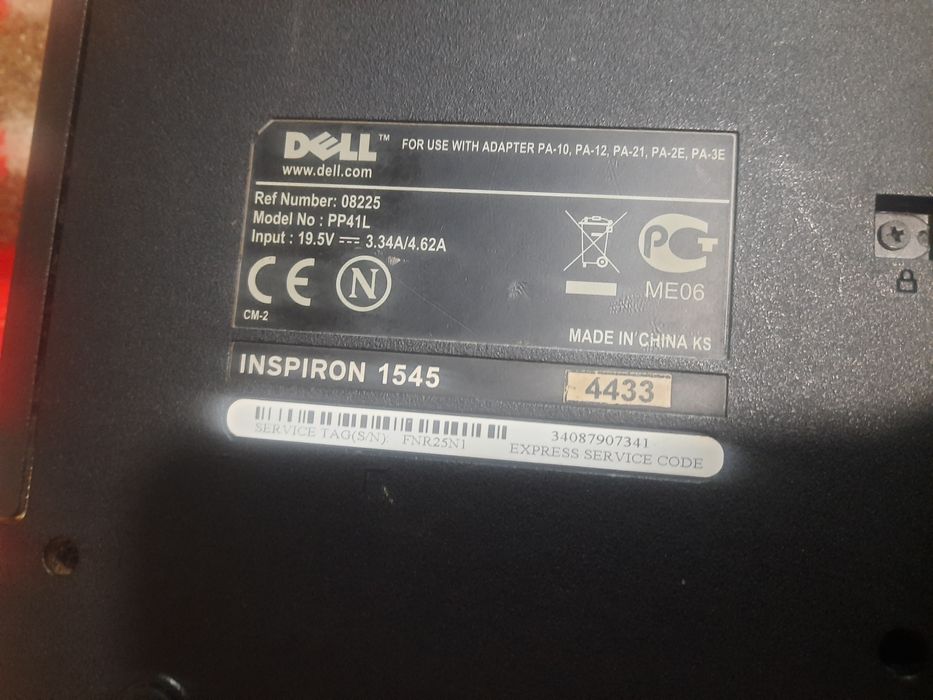 DELL™ FOR USE WITH ADAPTER PA-10, PA-12, PA-21, PA-2E, PA-3E
www.dell.com
Ref Number: 08225
Model No : PP41L
Input : 19.5V ⎓ 3.34A/4.62A
CE N PCT
ME06
CM-2
MADE IN CHINA KS
INSPIRON 1545 4433
SERVICE TAG(S/N): FNR25N1
34087907341
EXPRESS SERVICE CODE